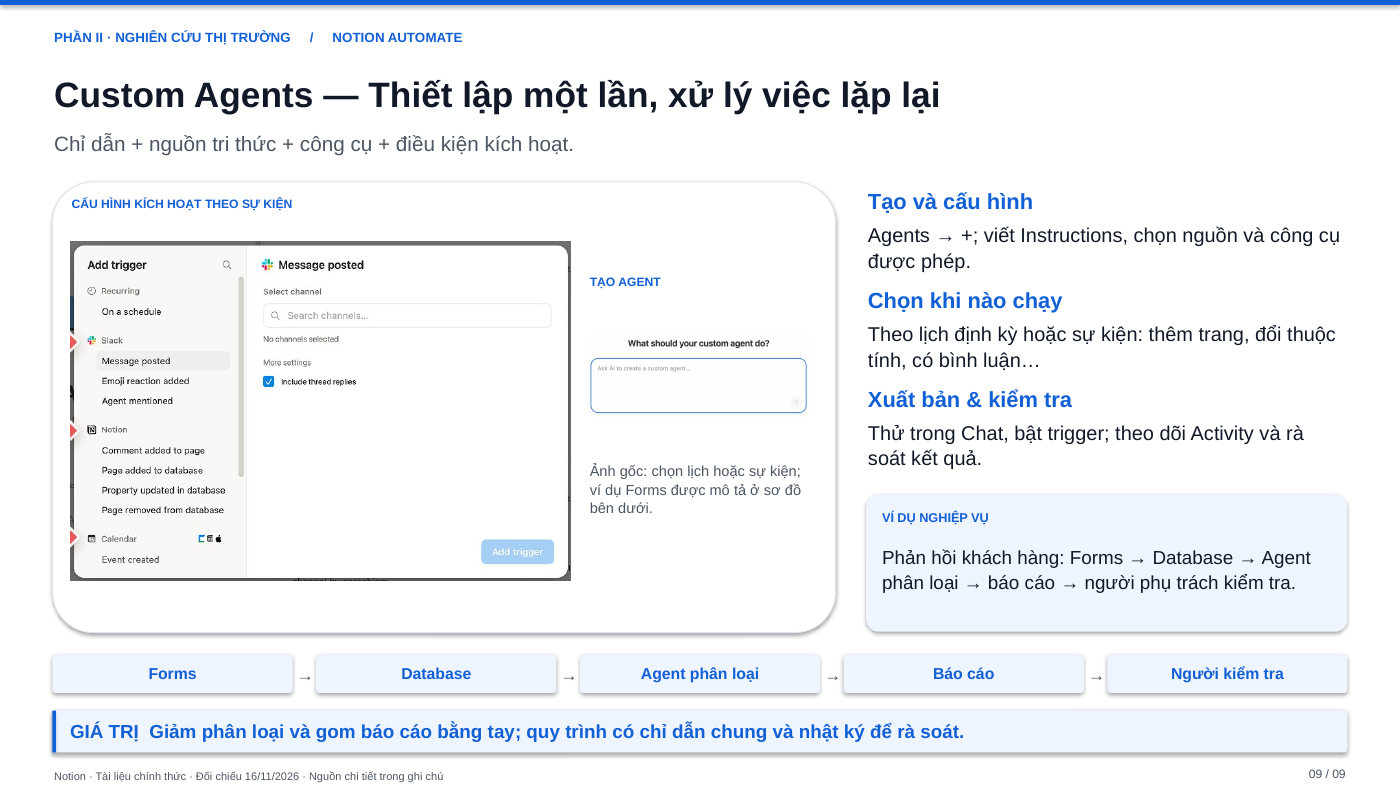 PHẦN II · NGHIÊN CỨU THỊ TRƯỜNG / NOTION AUTOMATE
Custom Agents — Thiết lập một lần, xử lý việc lặp lại
Chỉ dẫn + nguồn tri thức + công cụ + điều kiện kích hoạt.
CẤU HÌNH KÍCH HOẠT THEO SỰ KIỆN
Add trigger
Recurring
On a schedule
Slack
Message posted
Emoji reaction added
Agent mentioned
Notion
Comment added to page
Page added to database
Property updated in database
Page removed from database
Calendar
Event created
Message posted
Select channel
Search channels...
No channels selected
More settings
Include thread replies
Add trigger
TẠO AGENT
What should your custom agent do?
Ask AI to create a custom agent...
Ảnh gốc: chọn lịch hoặc sự kiện;
ví dụ Forms được mô tả ở sơ đồ
bên dưới.
Tạo và cấu hình
Agents → +; viết Instructions, chọn nguồn và công cụ
được phép.
Chọn khi nào chạy
Theo lịch định kỳ hoặc sự kiện: thêm trang, đổi thuộc
tính, có bình luận…
Xuất bản & kiểm tra
Thử trong Chat, bật trigger; theo dõi Activity và rà
soát kết quả.
VÍ DỤ NGHIỆP VỤ
Phản hồi khách hàng: Forms → Database → Agent
phân loại → báo cáo → người phụ trách kiểm tra.
Forms → Database → Agent phân loại → Báo cáo → Người kiểm tra
GIÁ TRỊ Giảm phân loại và gom báo cáo bằng tay; quy trình có chỉ dẫn chung và nhật ký để rà soát.
Notion · Tài liệu chính thức · Đối chiếu 16/11/2026 · Nguồn chi tiết trong ghi chú
09 / 09